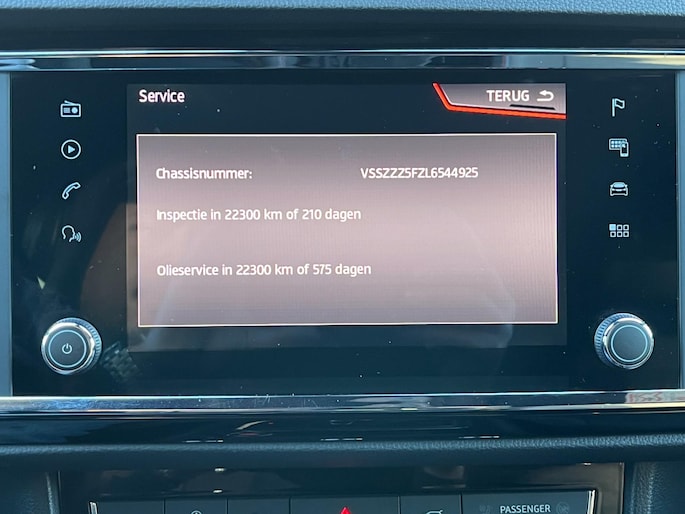 Service
TERUG
Chassisnummer: VSSZZZ5FZL6544925
Inspectie in 22300 km of 210 dagen
Olieservice in 22300 km of 575 dagen
PASSENGER